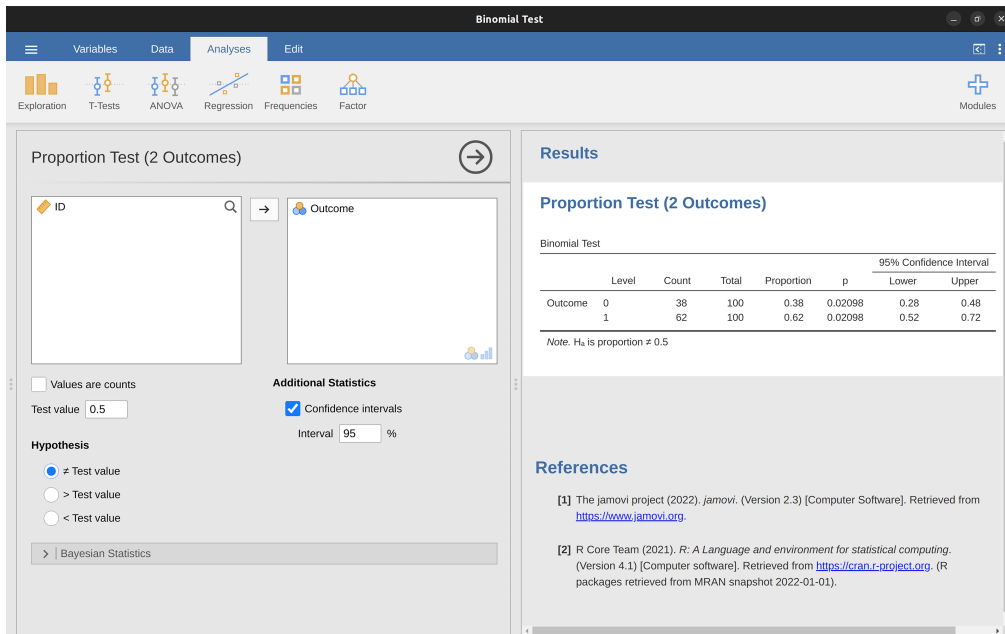 Binomial Test
Variables Data Analyses Edit
Exploration T-Tests ANOVA Regression Frequencies Factor Modules
Proportion Test (2 Outcomes)
ID
Outcome
Values are counts
Test value 0.5
Hypothesis
≠ Test value
> Test value
< Test value
Additional Statistics
Confidence intervals
Interval 95 %
Bayesian Statistics
Results
Proportion Test (2 Outcomes)
Binomial Test
95% Confidence Interval
Level Count Total Proportion p Lower Upper
Outcome 0 38 100 0.38 0.02098 0.28 0.48
1 62 100 0.62 0.02098 0.52 0.72
Note. Hₐ is proportion ≠ 0.5
References
[1] The jamovi project (2022). jamovi. (Version 2.3) [Computer Software]. Retrieved from
https://www.jamovi.org.
[2] R Core Team (2021). R: A Language and environment for statistical computing.
(Version 4.1) [Computer software]. Retrieved from https://cran.r-project.org. (R
packages retrieved from MRAN snapshot 2022-01-01).